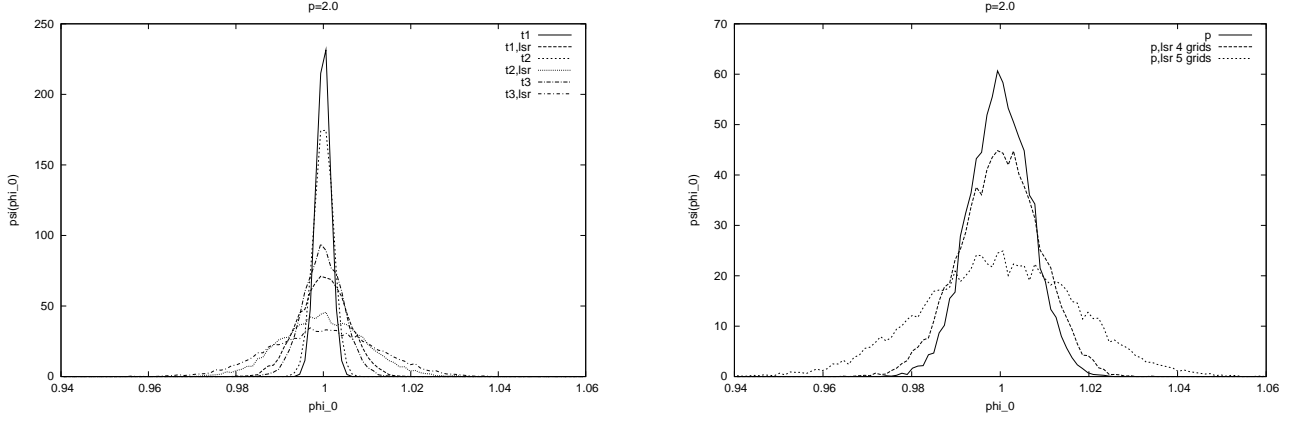 p=2.0
250
200
150
100
50
0
psi(phi_0)
t1
t1,lsr
t2
t2,lsr
t3
t3,lsr
0.94
0.96
0.98
1
1.02
1.04
1.06
phi_0
p=2.0
70
60
50
40
30
20
10
0
psi(phi_0)
p
p,lsr 4 grids
p,lsr 5 grids
0.94
0.96
0.98
1
1.02
1.04
1.06
phi_0